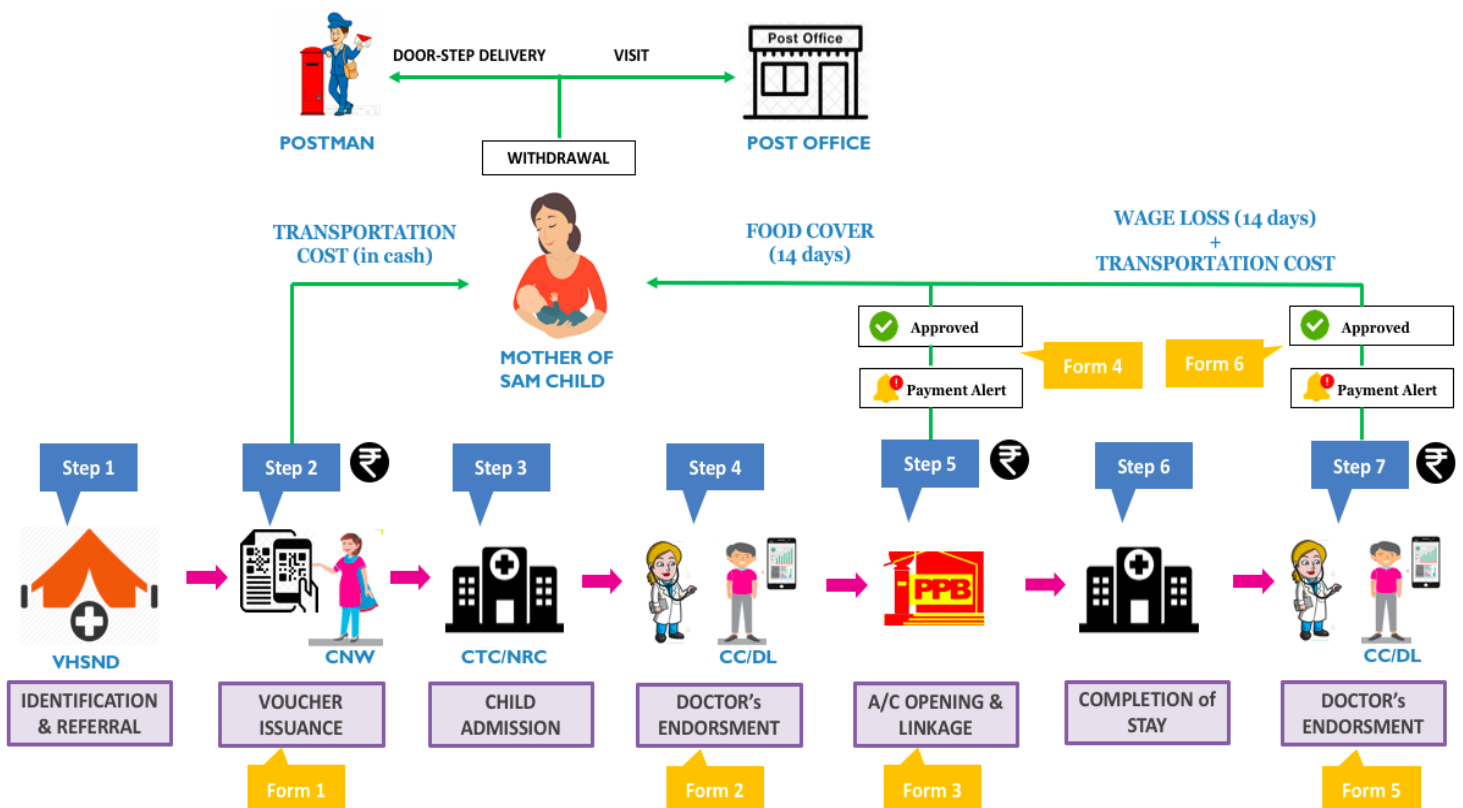 Post Office
DOOR-STEP DELIVERY
VISIT
POSTMAN
POST OFFICE
WITHDRAWAL
TRANSPORTATION
COST (in cash)
FOOD COVER
(14 days)
WAGE LOSS (14 days)
+
TRANSPORTATION COST
MOTHER OF
SAM CHILD
Approved
Form 4
Payment Alert
Form 6
Approved
Payment Alert
Step 1
Step 2
₹
Step 3
Step 4
Step 5
₹
Step 6
Step 7
₹
PPB
VHSND
CNW
CTC/NRC
CC/DL
CC/DL
IDENTIFICATION
& REFERRAL
VOUCHER
ISSUANCE
CHILD
ADMISSION
DOCTOR's
ENDORSMENT
A/C OPENING &
LINKAGE
COMPLETION of
STAY
DOCTOR's
ENDORSMENT
Form 1
Form 2
Form 3
Form 5